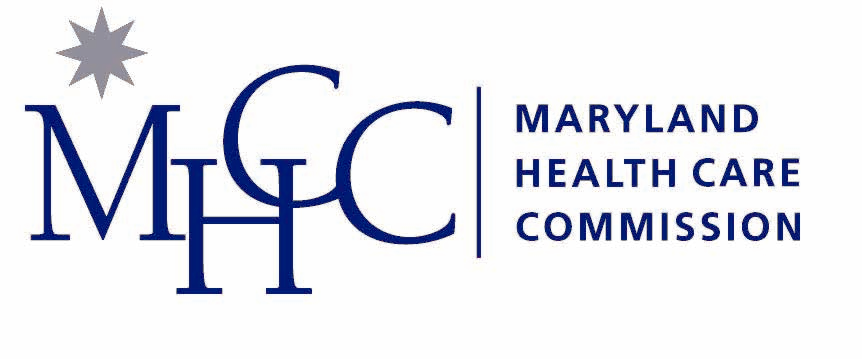 MHCC
MARYLAND
HEALTH CARE
COMMISSION